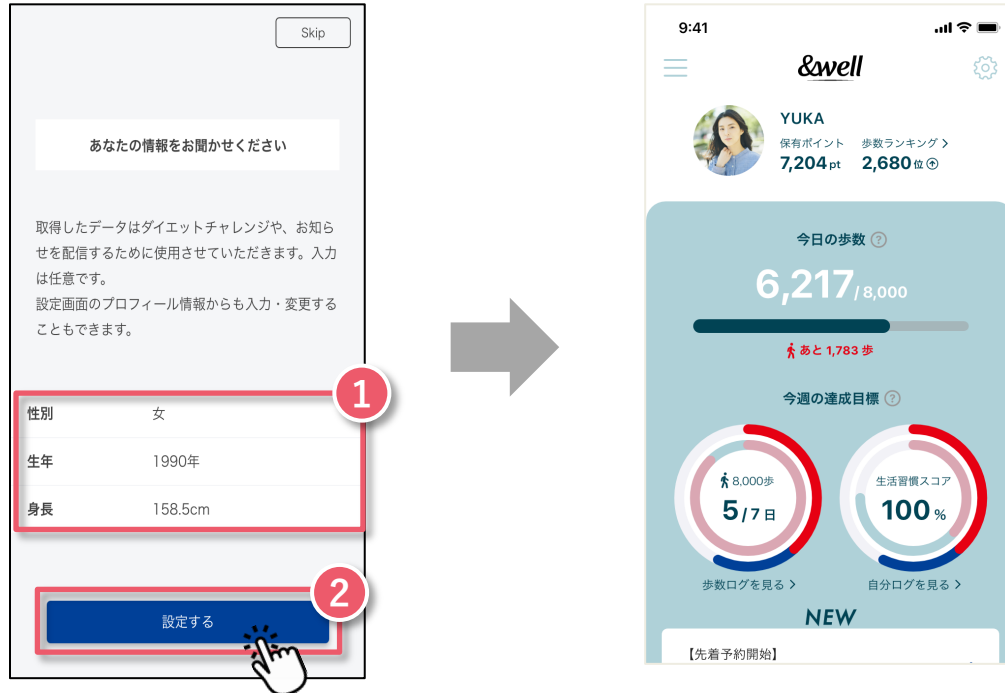 Skip
あなたの情報をお聞かせください
取得したデータはダイエットチャレンジや、お知ら
せを配信するために使用させていただきます。入力
は任意です。
設定画面のプロフィール情報からも入力・変更する
こともできます。
1
性別 女
生年 1990年
身長 158.5cm
2
設定する
9:41
&well
YUKA
保有ポイント 歩数ランキング
7,204 pt 2,680 位
今日の歩数 ?
6,217 / 8,000
あと 1,783 歩
今週の達成目標 ?
8,000歩
5 / 7 日
歩数ログを見る
生活習慣スコア
100 %
自分ログを見る
NEW
【先着予約開始】